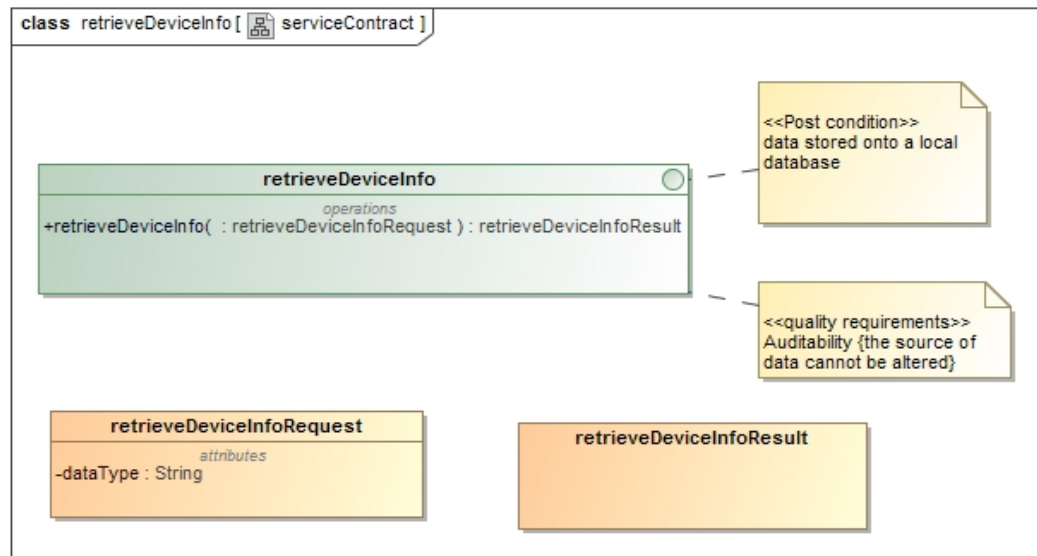 class retrieveDeviceInfo [ serviceContract ]
<<Post condition>>
data stored onto a local
database
retrieveDeviceInfo
operations
+retrieveDeviceInfo( : retrieveDeviceInfoRequest ) : retrieveDeviceInfoResult
<<quality requirements>>
Auditability {the source of
data cannot be altered}
retrieveDeviceInfoRequest
attributes
-dataType : String
retrieveDeviceInfoResult